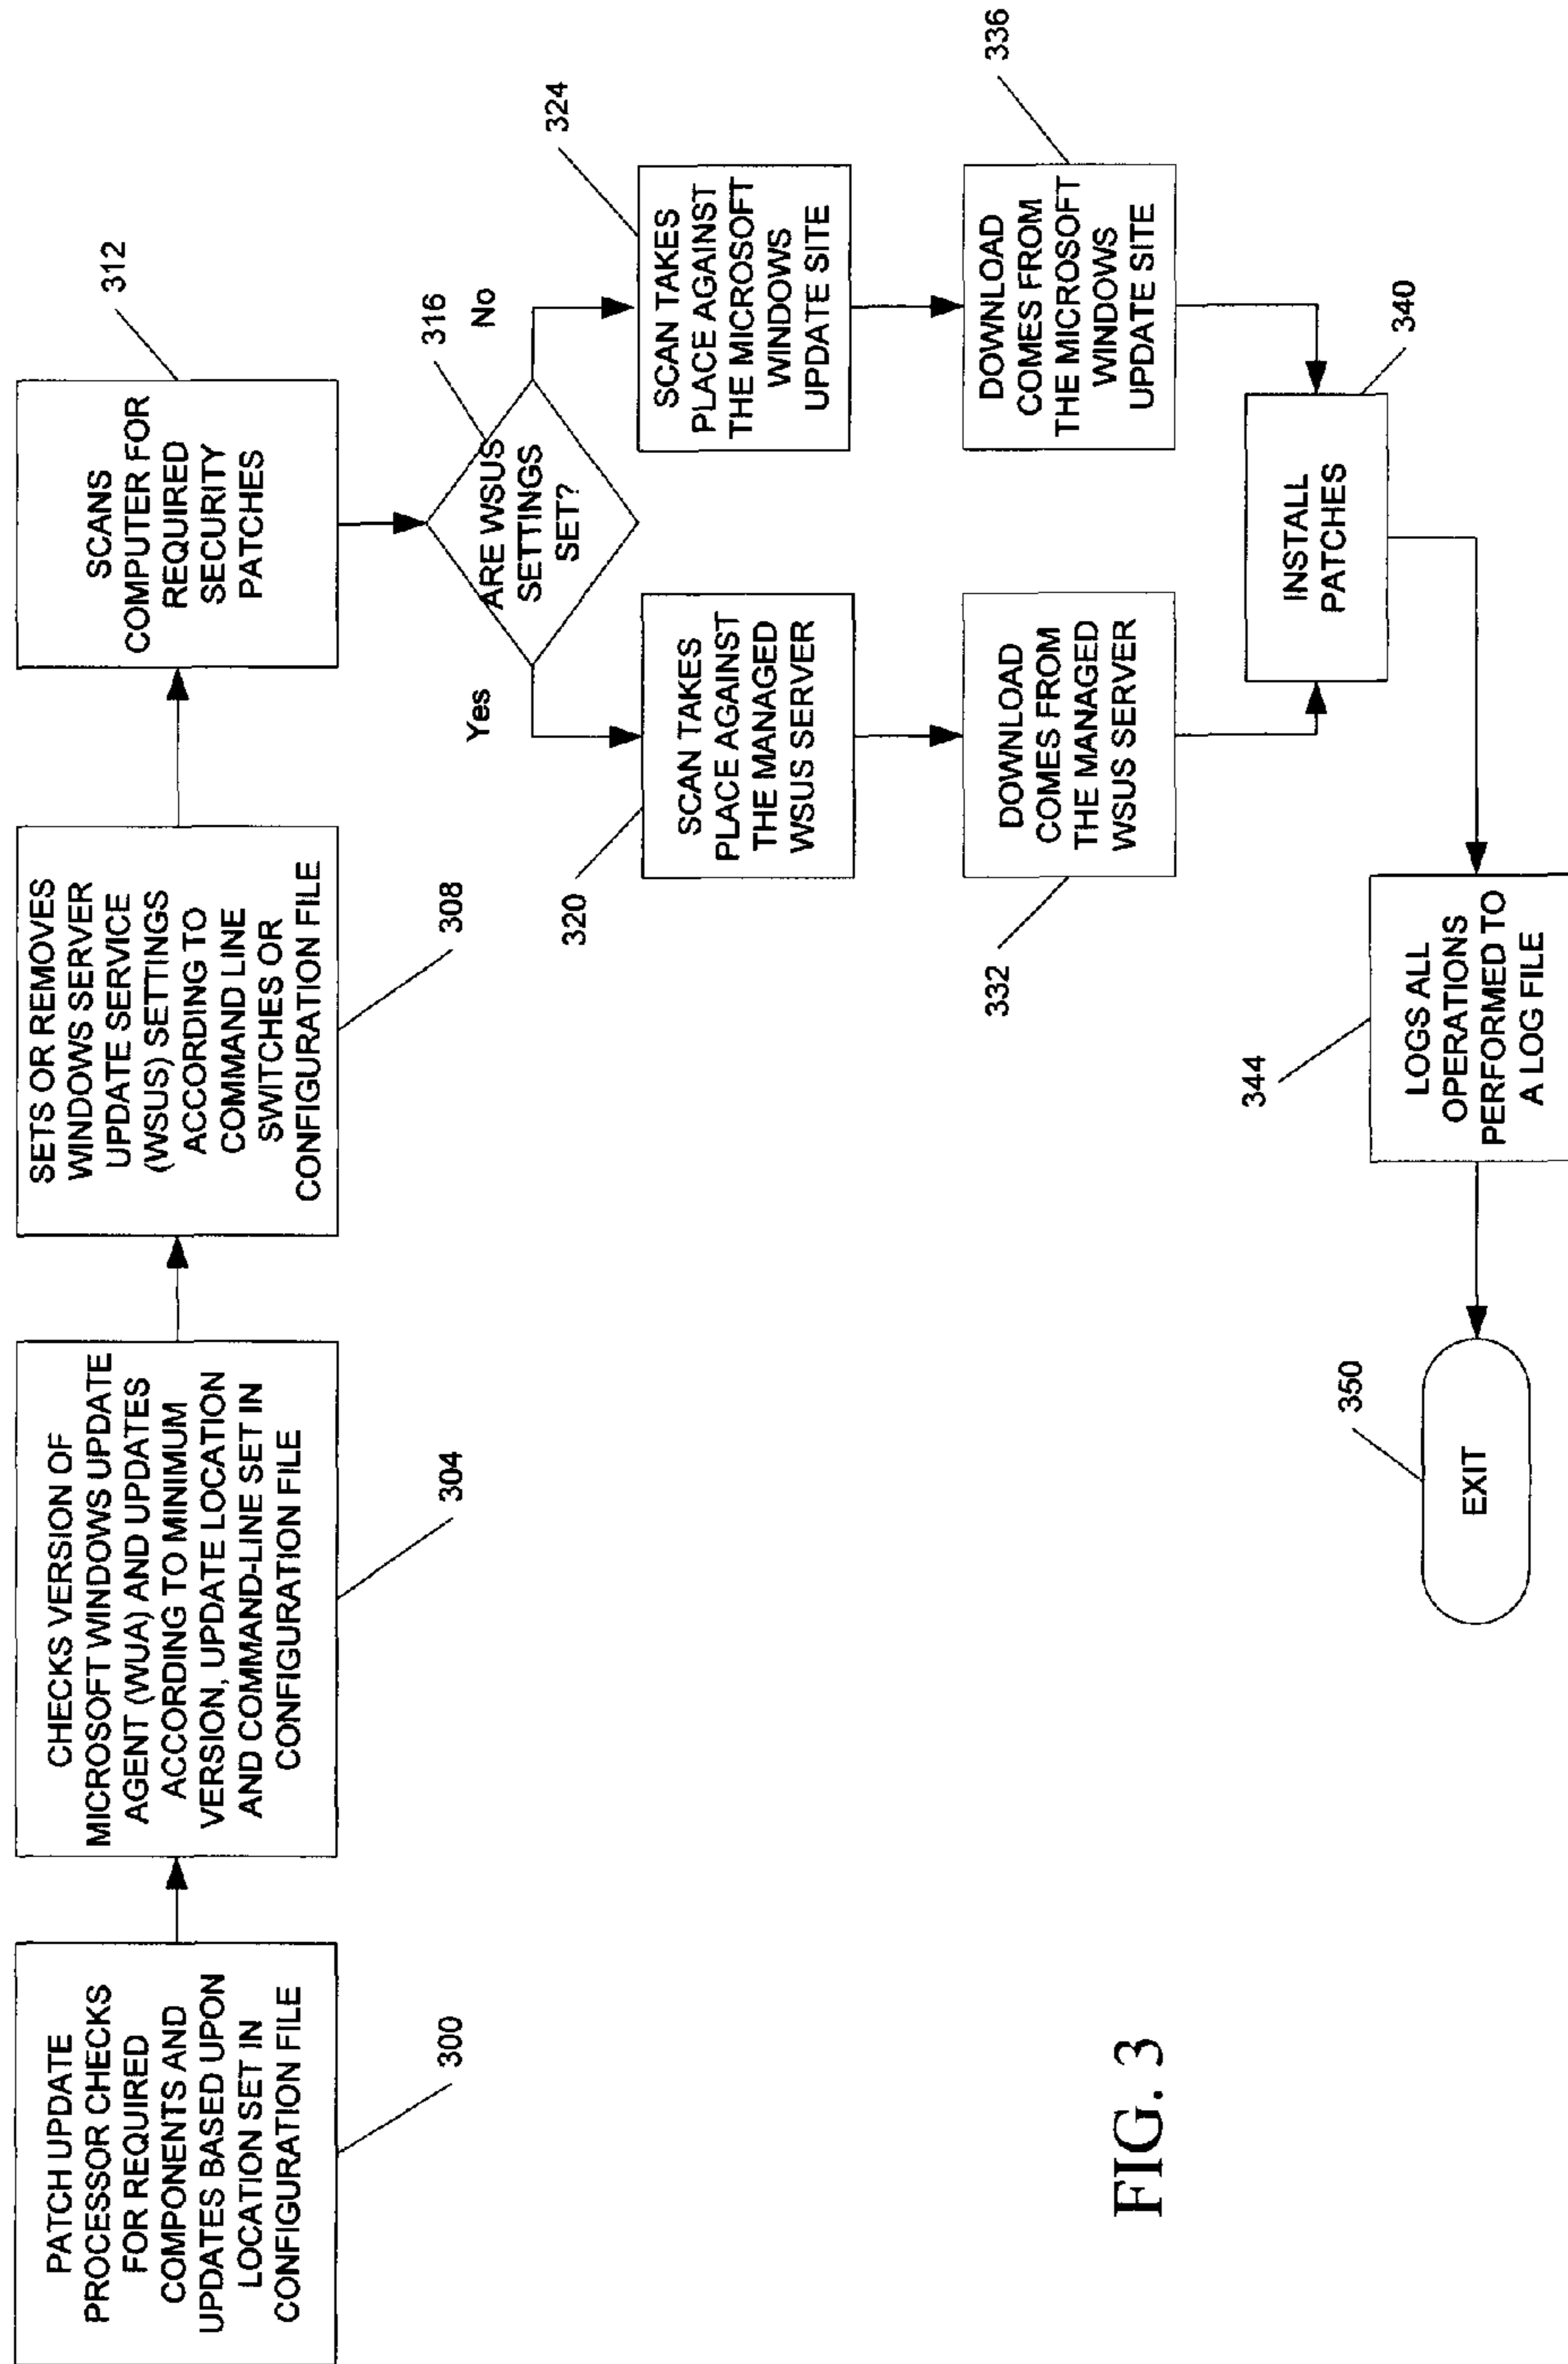 PATCH UPDATE
PROCESSOR CHECKS
FOR REQUIRED
COMPONENTS AND
UPDATES BASED UPON
LOCATION SET IN
CONFIGURATION FILE
300
CHECKS VERSION OF
MICROSOFT WINDOWS UPDATE
AGENT (WUA) AND UPDATES
ACCORDING TO MINIMUM
VERSION, UPDATE LOCATION
AND COMMAND-LINE SET IN
CONFIGURATION FILE
304
SETS OR REMOVES
WINDOWS SERVER
UPDATE SERVICE
(WSUS) SETTINGS
ACCORDING TO
COMMAND LINE
SWITCHES OR
CONFIGURATION FILE
308
SCANS
COMPUTER FOR
REQUIRED
SECURITY
PATCHES
312
ARE WSUS
SETTINGS
SET?
316
Yes
No
SCAN TAKES
PLACE AGAINST
THE MANAGED
WSUS SERVER
320
SCAN TAKES
PLACE AGAINST
THE MICROSOFT
WINDOWS
UPDATE SITE
324
DOWNLOAD
COMES FROM
THE MANAGED
WSUS SERVER
332
DOWNLOAD
COMES FROM
THE MICROSOFT
WINDOWS
UPDATE SITE
336
INSTALL
PATCHES
340
LOGS ALL
OPERATIONS
PERFORMED TO
A LOG FILE
344
EXIT
350
FIG. 3